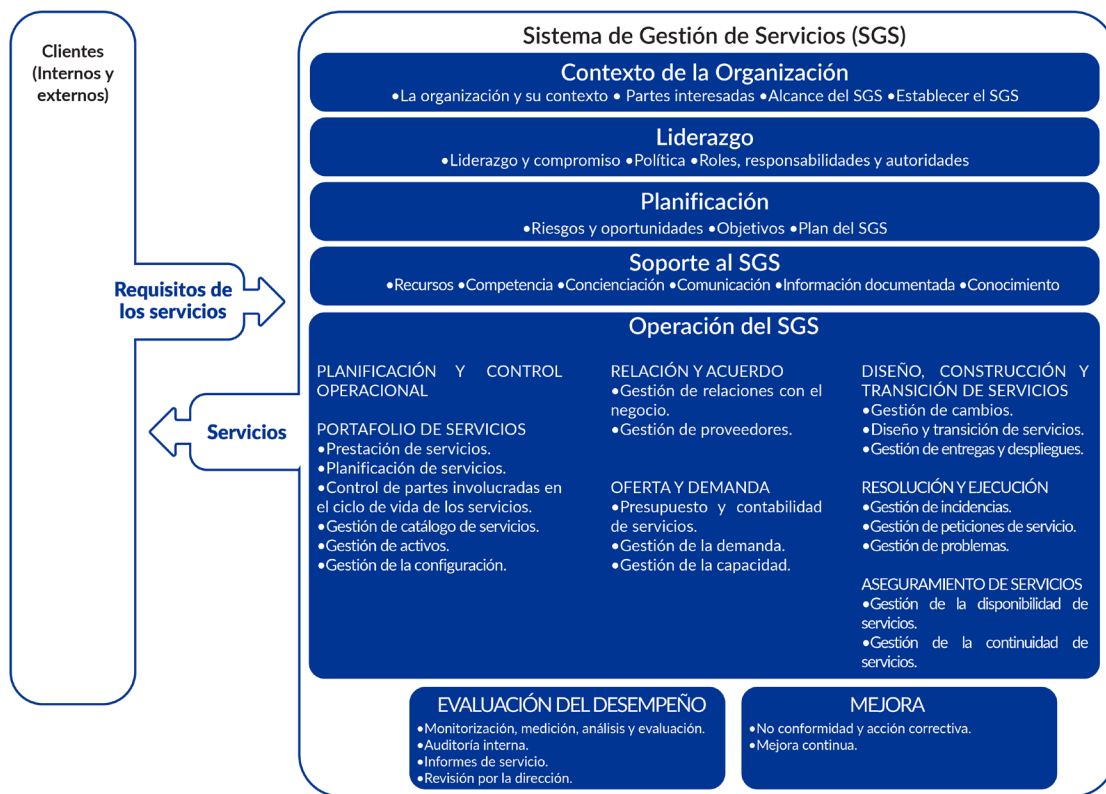 Clientes
(Internos y
externos)
Requisitos de
los servicios
Servicios
Sistema de Gestión de Servicios (SGS)
Contexto de la Organización
•La organización y su contexto • Partes interesadas •Alcance del SGS •Establecer el SGS
Liderazgo
•Liderazgo y compromiso •Política •Roles, responsabilidades y autoridades
Planificación
•Riesgos y oportunidades •Objetivos •Plan del SGS
Soporte al SGS
•Recursos •Competencia •Concienciación •Comunicación •Información documentada •Conocimiento
Operación del SGS
PLANIFICACIÓN Y CONTROL
OPERACIONAL
PORTAFOLIO DE SERVICIOS
•Prestación de servicios.
•Planificación de servicios.
•Control de partes involucradas en
el ciclo de vida de los servicios.
•Gestión de catálogo de servicios.
•Gestión de activos.
•Gestión de la configuración.
RELACIÓN Y ACUERDO
•Gestión de relaciones con el
negocio.
•Gestión de proveedores.
OFERTA Y DEMANDA
•Presupuesto y contabilidad
de servicios.
•Gestión de la demanda.
•Gestión de la capacidad.
DISEÑO, CONSTRUCCIÓN Y
TRANSICIÓN DE SERVICIOS
•Gestión de cambios.
•Diseño y transición de servicios.
•Gestión de entregas y despliegues.
RESOLUCIÓN Y EJECUCIÓN
•Gestión de incidencias.
•Gestión de peticiones de servicio.
•Gestión de problemas.
ASEGURAMIENTO DE SERVICIOS
•Gestión de la disponibilidad de
servicios.
•Gestión de la continuidad de
servicios.
EVALUACIÓN DEL DESEMPEÑO
•Monitorización, medición, análisis y evaluación.
•Auditoría interna.
•Informes de servicio.
•Revisión por la dirección.
MEJORA
•No conformidad y acción correctiva.
•Mejora continua.